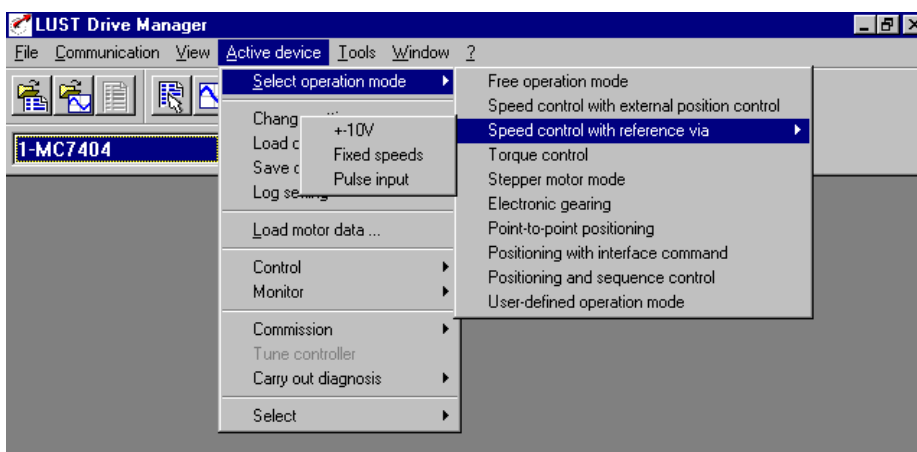 LUST Drive Manager
File Communication View Active device Tools Window ?
1-MC7404
Select operation mode
Load motor data ...
Control
Monitor
Commission
Tune controller
Carry out diagnosis
Select
+-10V
Fixed speeds
Pulse input
Free operation mode
Speed control with external position control
Speed control with reference via
Torque control
Stepper motor mode
Electronic gearing
Point-to-point positioning
Positioning with interface command
Positioning and sequence control
User-defined operation mode